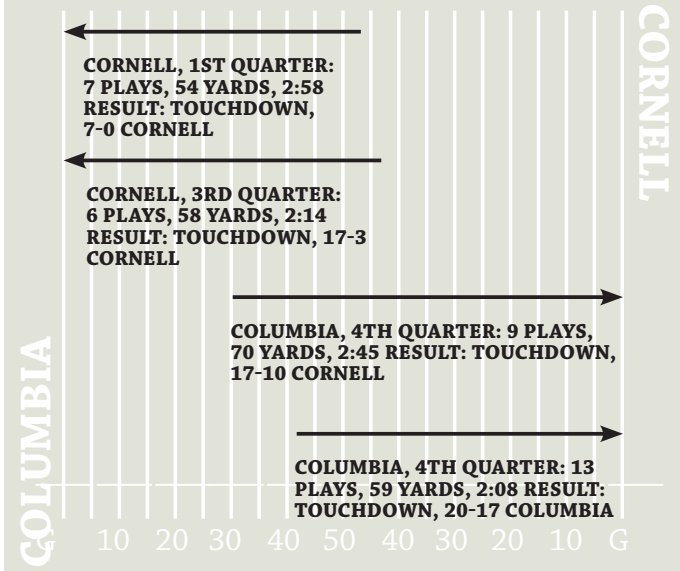 CORNELL
CORNELL, 1ST QUARTER:
7 PLAYS, 54 YARDS, 2:58
RESULT: TOUCHDOWN,
7-0 CORNELL
CORNELL, 3RD QUARTER:
6 PLAYS, 58 YARDS, 2:14
RESULT: TOUCHDOWN, 17-3
CORNELL
COLUMBIA, 4TH QUARTER: 9 PLAYS,
70 YARDS, 2:45 RESULT: TOUCHDOWN,
17-10 CORNELL
COLUMBIA, 4TH QUARTER: 13
PLAYS, 59 YARDS, 2:08 RESULT:
TOUCHDOWN, 20-17 COLUMBIA
COLUMBIA
G 10 20 30 40 50 40 30 20 10 G